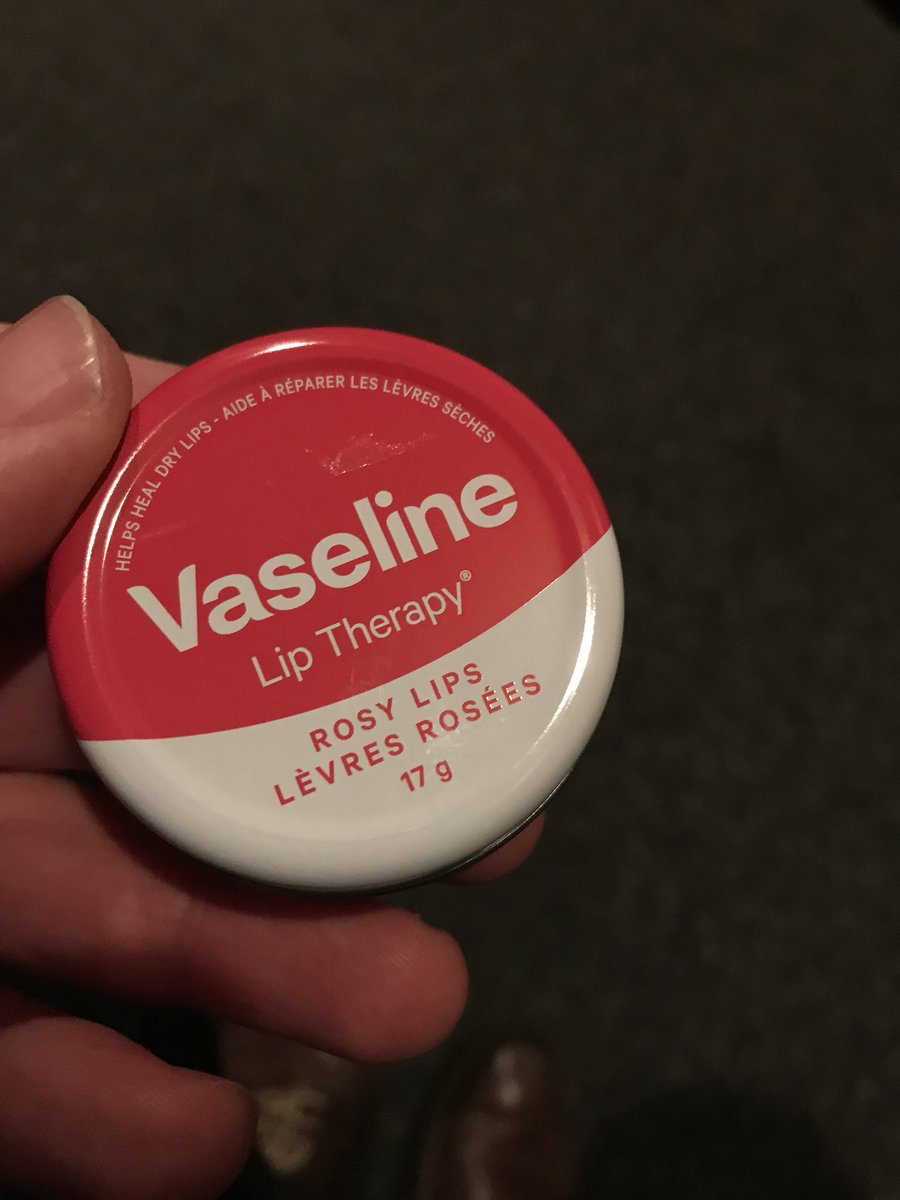 HELPS HEAL DRY LIPS - AIDE À RÉPARER LES LÈVRES SÈCHES
Vaseline
Lip Therapy®
ROSY LIPS
LÈVRES ROSÉES
17 g